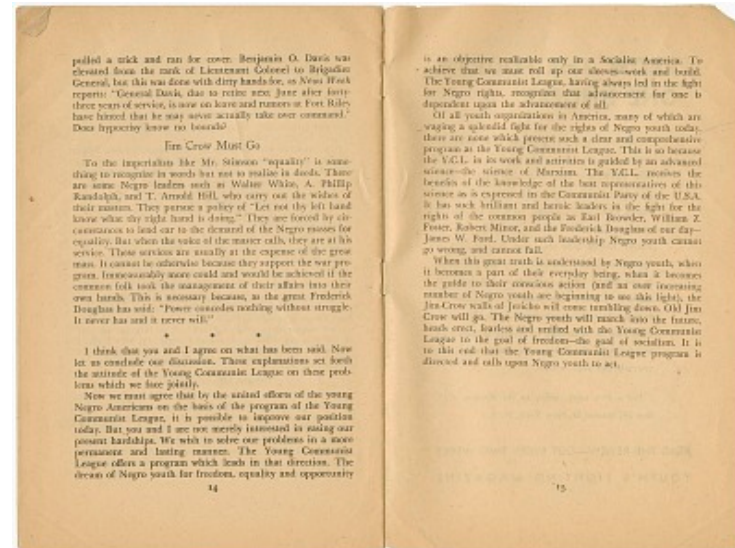 pulled a trick and ran for cover. Benjamin O. Davis was
elevated from the rank of Lieutenant Colonel to Brigadier
General, but this was done with dirty hands for, as News Week
reports: "General Davis, due to retire next June after forty-
three years of service, is now on leave and rumors at Fort Riley
have hinted that he may never actually take over command."
Does hypocrisy know no bounds?
Jim Crow Must Go
To the imperialists like Mr. Stimson "equality" is some-
thing to recognize in words but not to realize in deeds. There
are some Negro leaders such as Walter White, A. Phillip
Randolph, and T. Arnold Hill, who carry out the wishes of
their masters. They pursue a policy of "Let not thy left hand
know what thy right hand is doing." They are forced by cir-
cumstances to lend ear to the demand of the Negro masses for
equality. But when the voice of the master calls, they are at his
service. These services are usually at the expense of the great
mass. It cannot be otherwise because they support the war pro-
gram. Immeasurably more could and would be achieved if the
common folk took the management of their affairs into their
own hands. This is necessary because, as the great Frederick
Douglass has said: "Power concedes nothing without struggle.
It never has and it never will."
* * *
I think that you and I agree on what has been said. Now
let us conclude our discussion. These explanations set forth
the attitude of the Young Communist League on these prob-
lems which we face jointly.
Now we must agree that by the united efforts of the young
Negro Americans on the basis of the program of the Young
Communist League, it is possible to improve our position
today. But you and I are not merely interested in easing our
present hardships. We wish to solve our problems in a more
permanent and lasting manner. The Young Communist
League offers a program which leads in that direction. The
dream of Negro youth for freedom, equality and opportunity
14
is an objective realizable only in a Socialist America. To
achieve that we must roll up our sleeves—work and build.
The Young Communist League, having always led in the fight
for Negro rights, recognizes that advancement for one is
dependent upon the advancement of all.
Of all youth organizations in America, many of which are
waging a splendid fight for the rights of Negro youth today,
there are none which present such a clear and comprehensive
program as the Young Communist League. This is so because
the Y.C.L. in its work and activities is guided by an advanced
science—the science of Marxism. The Y.C.L. receives the
benefits of the knowledge of the best representatives of this
science as is expressed in the Communist Party of the U.S.A.
It has such brilliant and heroic leaders in the fight for the
rights of the common people as Earl Browder, William Z.
Foster, Robert Minor, and the Frederick Douglass of our day—
James W. Ford. Under such leadership Negro youth cannot
go wrong, and cannot fail.
When this great truth is understood by Negro youth, when
it becomes a part of their everyday being, when it becomes
the guide to their conscious action (and an ever increasing
number of Negro youth are beginning to see this light), the
Jim-Crow walls of Jericho will come tumbling down. Old Jim
Crow will go. The Negro youth will march into the future,
heads erect, fearless and unified with the Young Communist
League to the goal of freedom—the goal of socialism. It is
to this end that the Young Communist League program is
directed and calls upon Negro youth to act.
15